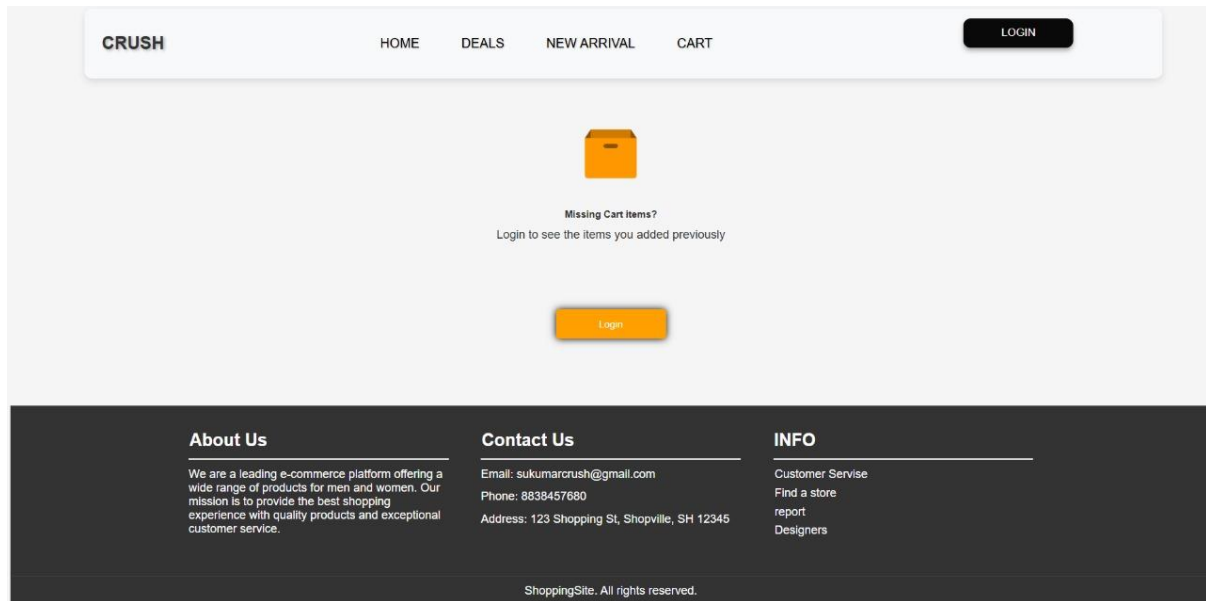 CRUSH
HOME
DEALS
NEW ARRIVAL
CART
LOGIN
Missing Cart items?
Login to see the items you added previously
Login
About Us
We are a leading e-commerce platform offering a
wide range of products for men and women. Our
mission is to provide the best shopping
experience with quality products and exceptional
customer service.
Contact Us
Email: sukumarcrush@gmail.com
Phone: 8838457680
Address: 123 Shopping St, Shopville, SH 12345
INFO
Customer Servise
Find a store
report
Designers
ShoppingSite. All rights reserved.